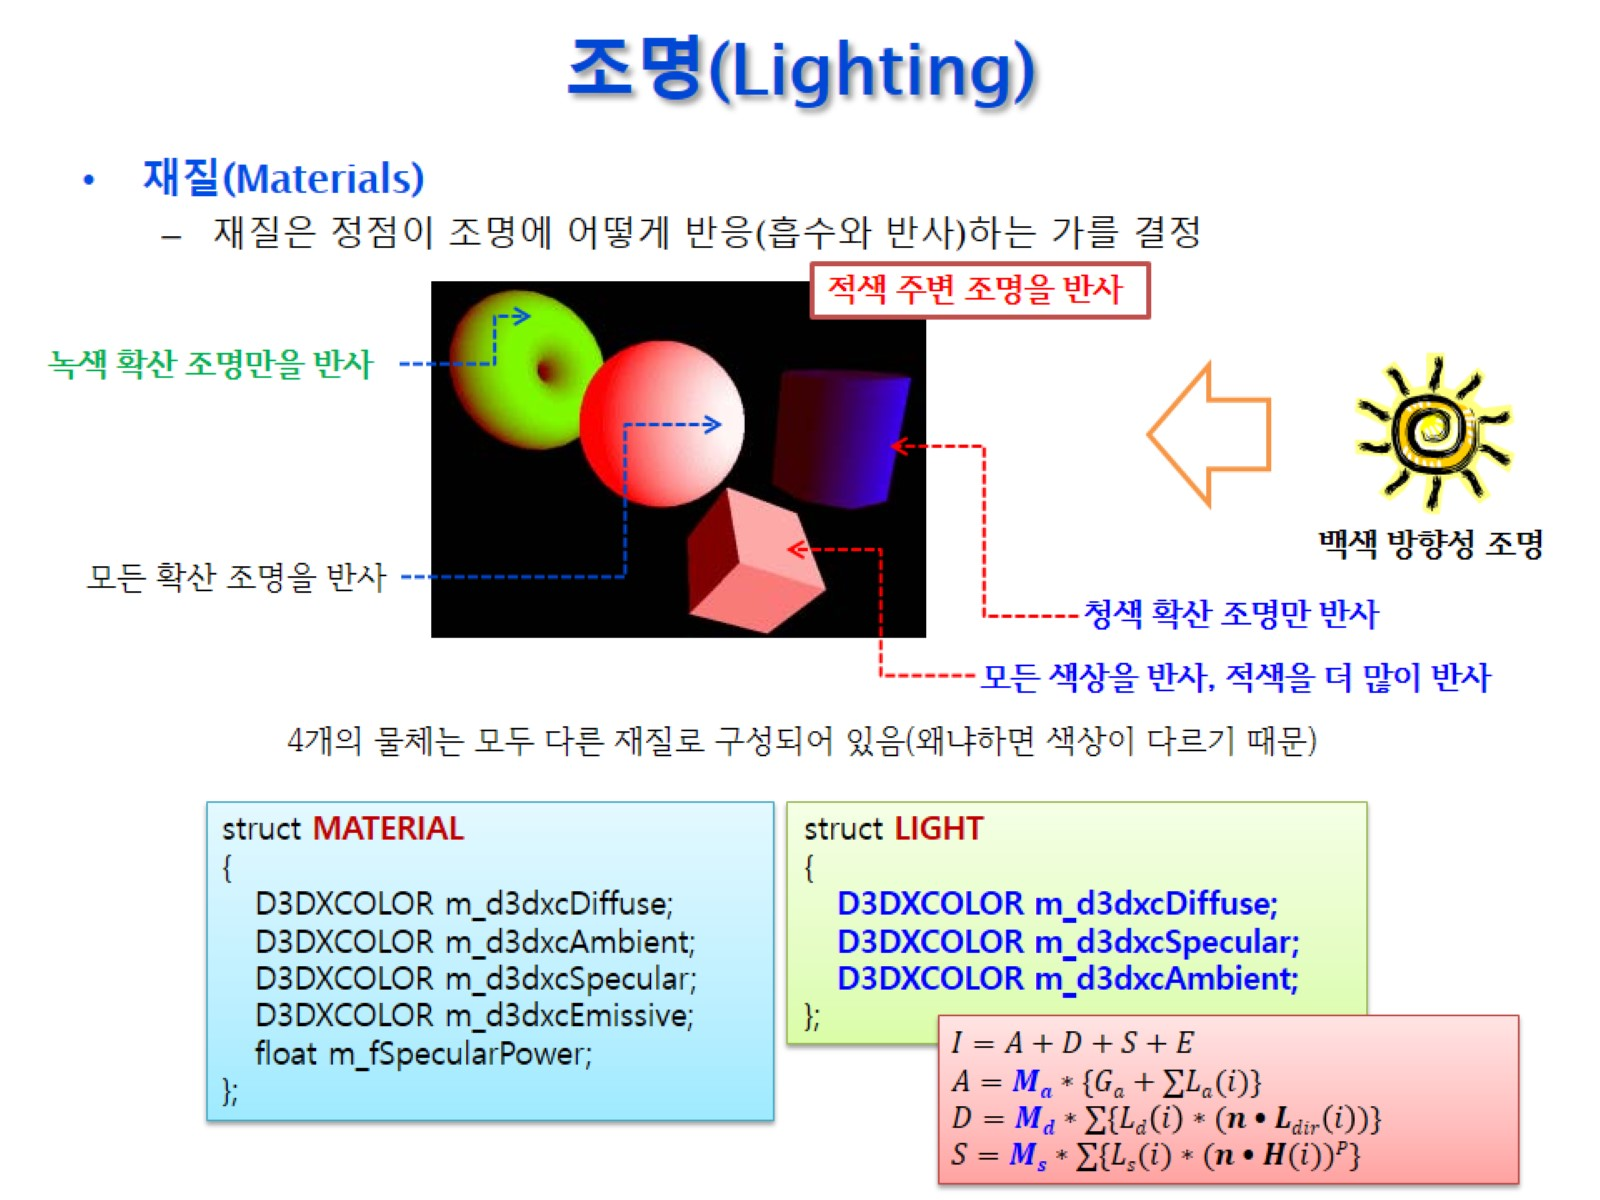 조명(Lighting)
• 재질(Materials)
– 재질은 정점이 조명에 어떻게 반응(흡수와 반사)하는 가를 결정
적색 주변 조명을 반사
녹색 확산 조명만을 반사
모든 확산 조명을 반사
백색 방향성 조명
청색 확산 조명만 반사
모든 색상을 반사, 적색을 더 많이 반사
4개의 물체는 모두 다른 재질로 구성되어 있음(왜냐하면 색상이 다르기 때문)
struct MATERIAL
{
D3DXCOLOR m_d3dxcDiffuse;
D3DXCOLOR m_d3dxcAmbient;
D3DXCOLOR m_d3dxcSpecular;
D3DXCOLOR m_d3dxcEmissive;
float m_fSpecularPower;
};
struct LIGHT
{
D3DXCOLOR m_d3dxcDiffuse;
D3DXCOLOR m_d3dxcSpecular;
D3DXCOLOR m_d3dxcAmbient;
};
I = A + D + S + E
A = M_a * {G_a + ∑L_a(i)}
D = M_d * ∑{L_d(i) * (n • L_dir(i))}
S = M_s * ∑{L_s(i) * (n • H(i))^P}